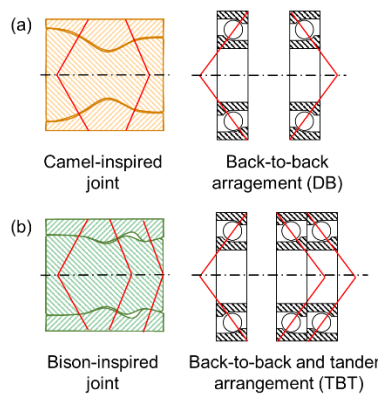 (a)
Camel-inspired
joint
Back-to-back
arragement (DB)
(b)
Bison-inspired
joint
Back-to-back and tander
arrangement (TBT)